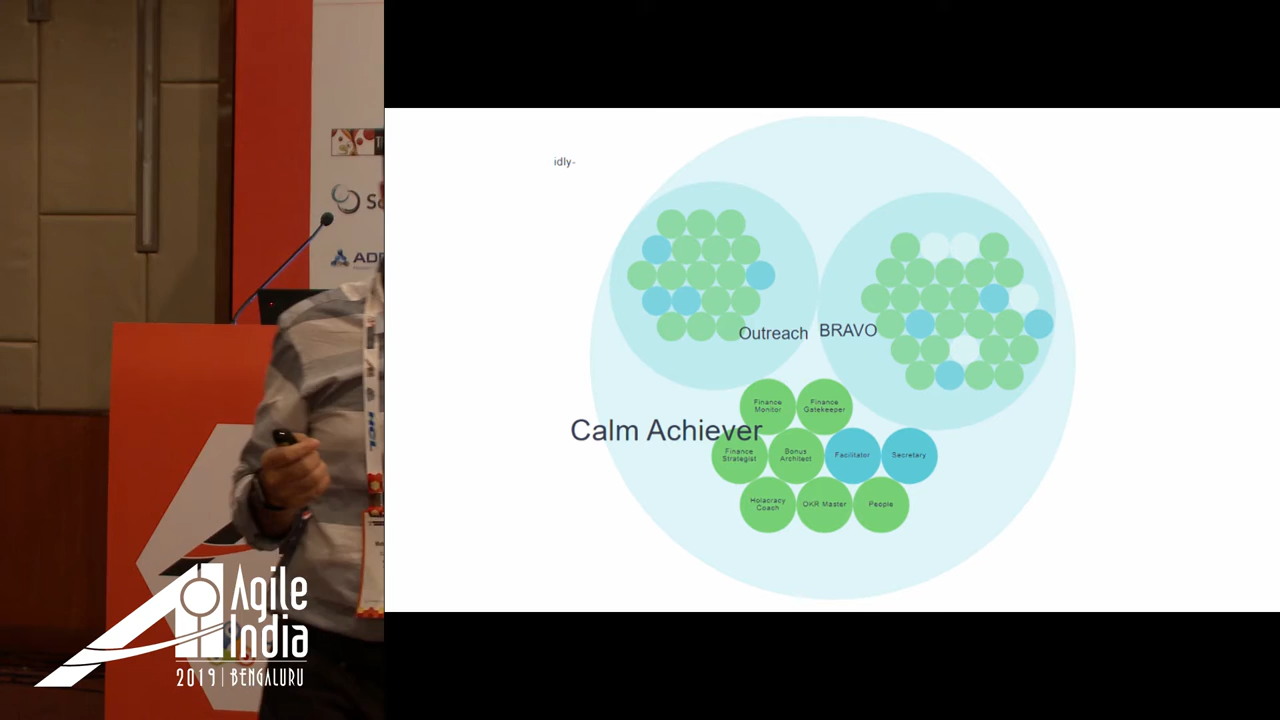 idly-
Outreach
BRAVO
Finance
Monitor
Finance
Gatekeeper
Calm Achiever
Finance
Strategist
Bonus
Architect
Facilitator
Secretary
Holacracy
Coach
OKR Master
People
Agile
India
2019 | BENGALURU